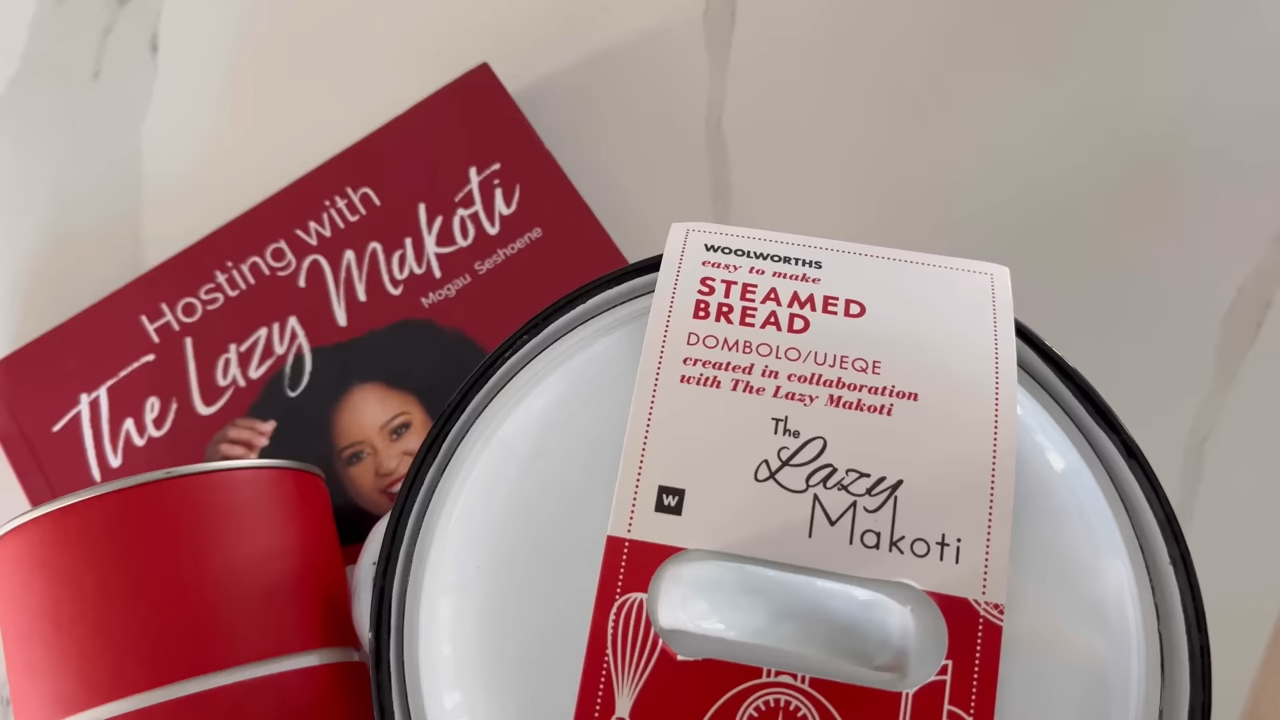 Hosting with
The Lazy Makoti
Mogau Seshoene
WOOLWORTHS
easy to make
STEAMED
BREAD
DOMBOLO/UJEQE
created in collaboration
with The Lazy Makoti
The
Lazy
Makoti
W